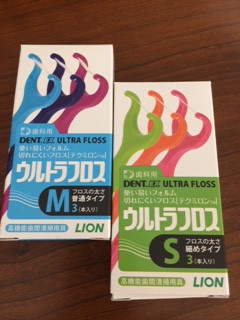 歯科用
DENT.EX ULTRA FLOSS
使い易いフォルム
切れにくいフロス[テクミロン]
ウルトラフロス
M
フロスの太さ
普通タイプ
3(本入り)
高機能歯間清掃用具
LION
歯科用
DENT.EX ULTRA FLOSS
使い易いフォルム
切れにくいフロス[テクミロン]
ウルトラフロス
S
フロスの太さ
細めタイプ
3(本入り)
高機能歯間清掃用具
LION